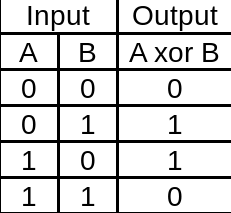 Input Output
A B A xor B
0 0 0
0 1 1
1 0 1
1 1 0